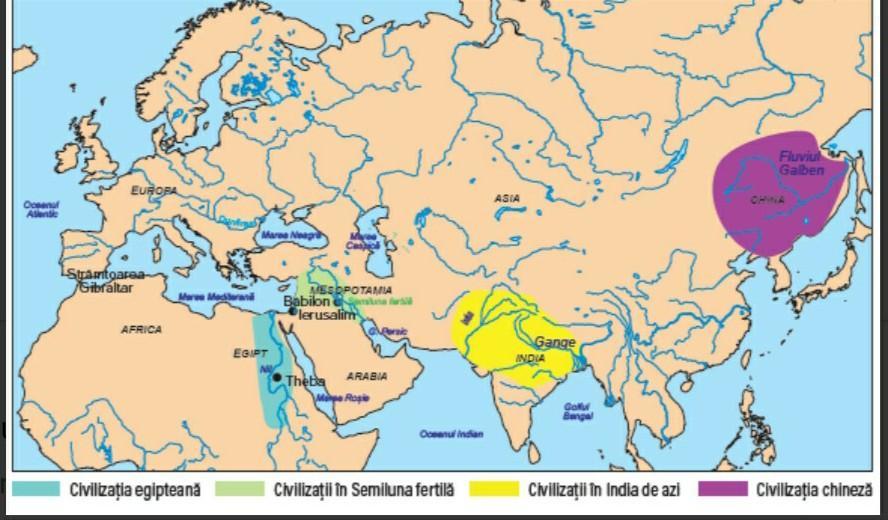 Fluviul
Galben
CHINA
EUROPA
ASIA
Oceanul
Atlantic
Dunărea
Marea Neagră
Marea
Caspică
Strâmtoarea
Gibraltar
MESOPOTAMIA
Marea Mediterană
Babilon
Semiluna fertilă
Ierusalim
Ind
AFRICA
G. Persic
Gange
EGIPT
INDIA
Nil
Theba
ARABIA
Marea Roșie
Golful
Bengal
Oceanul Indian
Civilizația egipteană
Civilizații în Semiluna fertilă
Civilizații în India de azi
Civilizația chineză